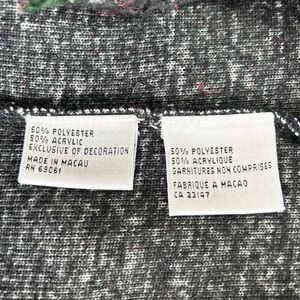 50% POLYESTER
50% ACRYLIC
EXCLUSIVE OF DECORATION
MADE IN MACAU
RN 69061
50% POLYESTER
50% ACRYLIQUE
GARNITURES NON COMPRISES
FABRIQUE A MACAO
CA 23147